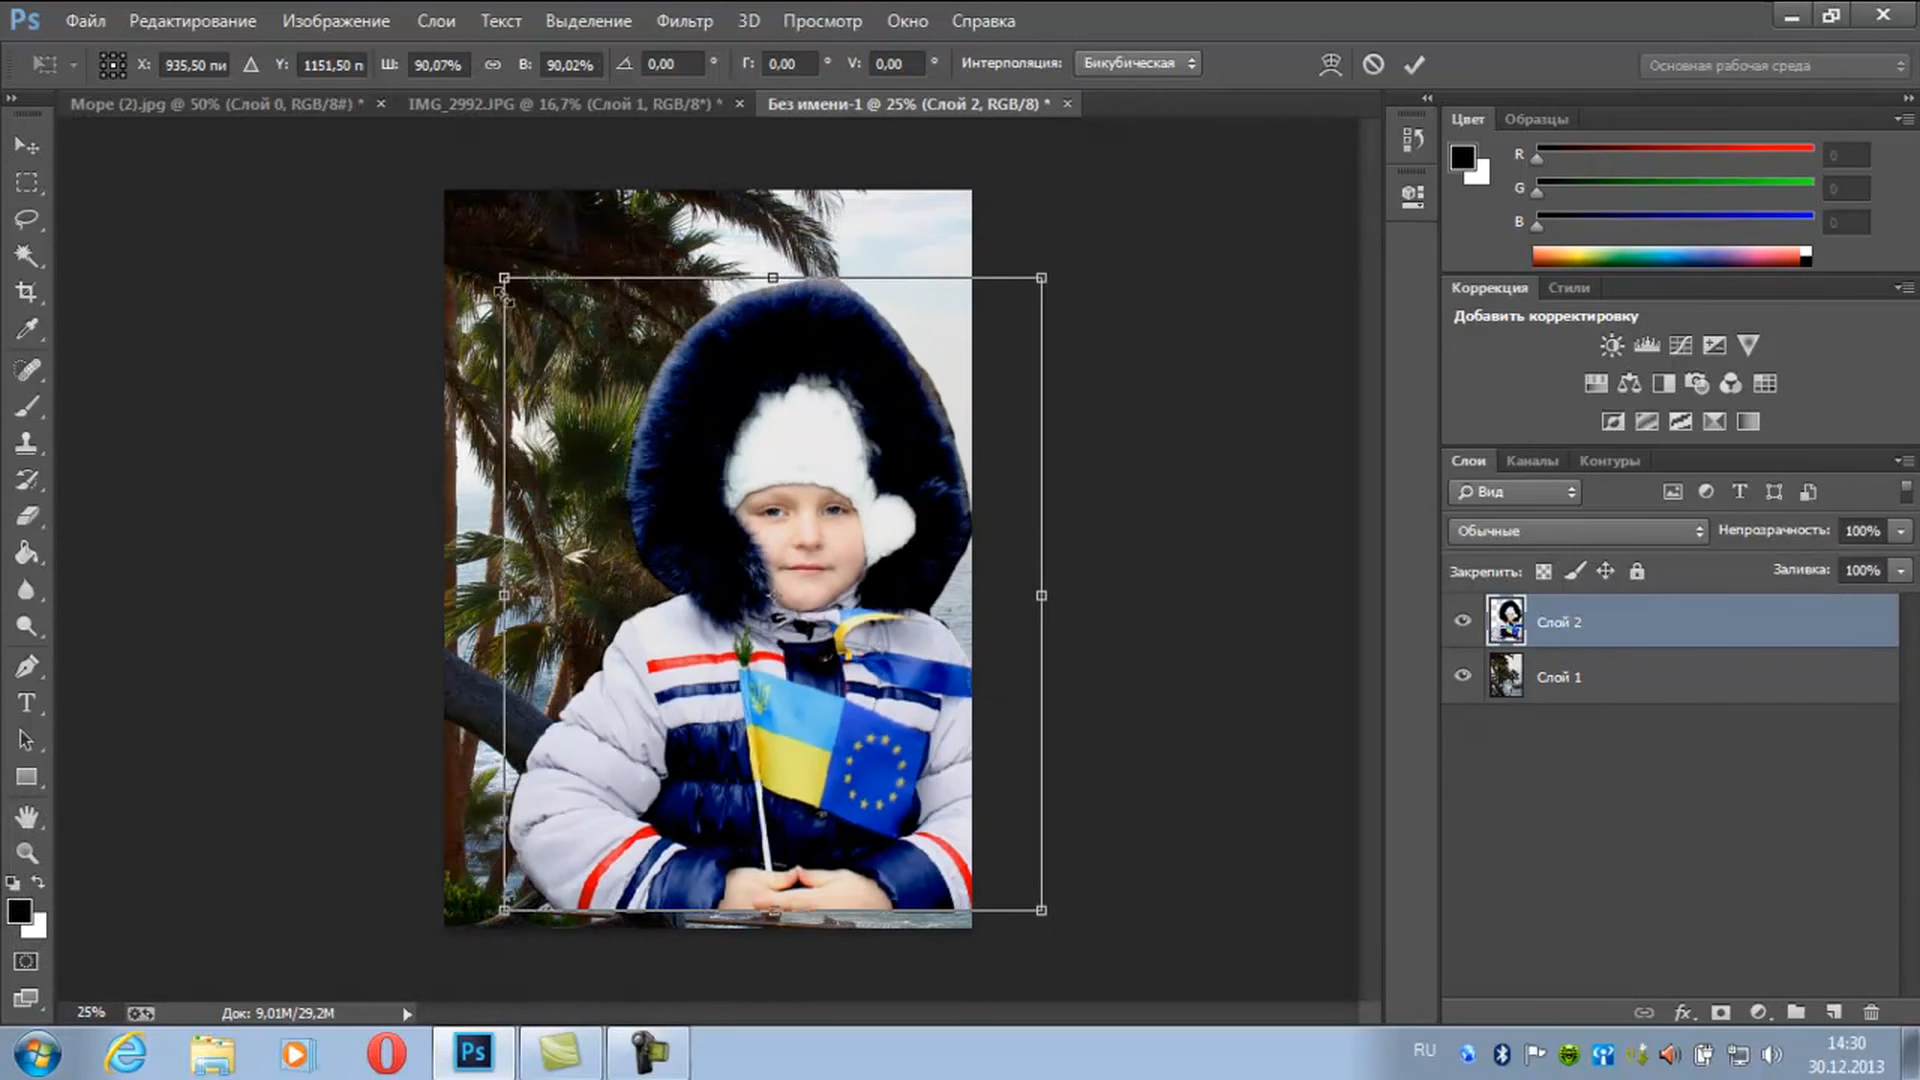 Ps Файл Редактирование Изображение Слои Текст Выделение Фильтр 3D Просмотр Окно Справка
X: 935,50 пи Y: 1151,50 п Ш: 90,07% В: 90,02% 0,00 ° Г: 0,00 ° V: 0,00 ° Интерполяция: Бикубическая Основная рабочая среда
Море (2).jpg @ 50% (Слой 0, RGB/8#) * × IMG_2992.JPG @ 16,7% (Слой 1, RGB/8*) * × Без имени-1 @ 25% (Слой 2, RGB/8) * ×
Цвет Образцы
R 0
G 0
B 0
Коррекция Стили
Добавить корректировку
Слои Каналы Контуры
Вид
Обычные Непрозрачность: 100%
Закрепить: Заливка: 100%
Слой 2
Слой 1
25% Док: 9,01M/29,2M
Ps RU 14:30
30.12.2013